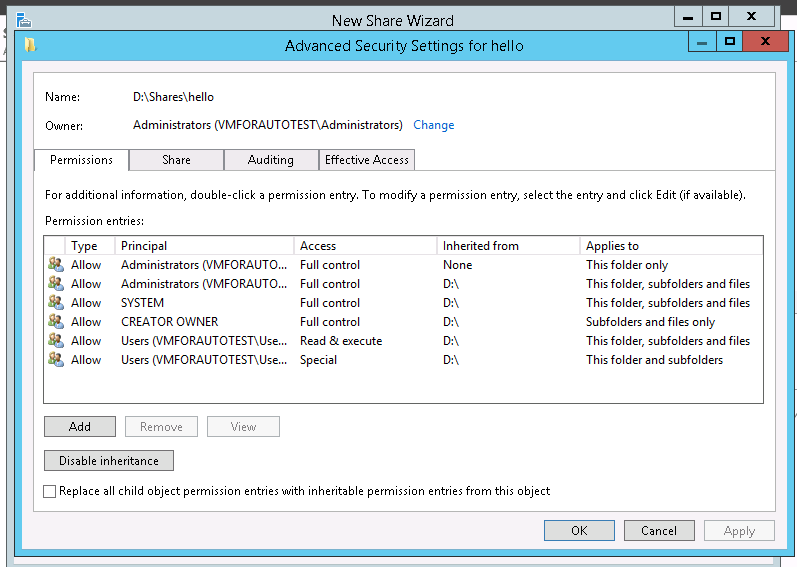 New Share Wizard
Advanced Security Settings for hello
Name: D:\Shares\hello
Owner: Administrators (VMFORAUTOTEST\Administrators) Change
Permissions Share Auditing Effective Access
For additional information, double-click a permission entry. To modify a permission entry, select the entry and click Edit (if available).
Permission entries:
Type Principal Access Inherited from Applies to
Allow Administrators (VMFORAUTO... Full control None This folder only
Allow Administrators (VMFORAUTO... Full control D:\ This folder, subfolders and files
Allow SYSTEM Full control D:\ This folder, subfolders and files
Allow CREATOR OWNER Full control D:\ Subfolders and files only
Allow Users (VMFORAUTOTEST\Use... Read & execute D:\ This folder, subfolders and files
Allow Users (VMFORAUTOTEST\Use... Special D:\ This folder and subfolders
Add Remove View
Disable inheritance
Replace all child object permission entries with inheritable permission entries from this object
OK Cancel Apply